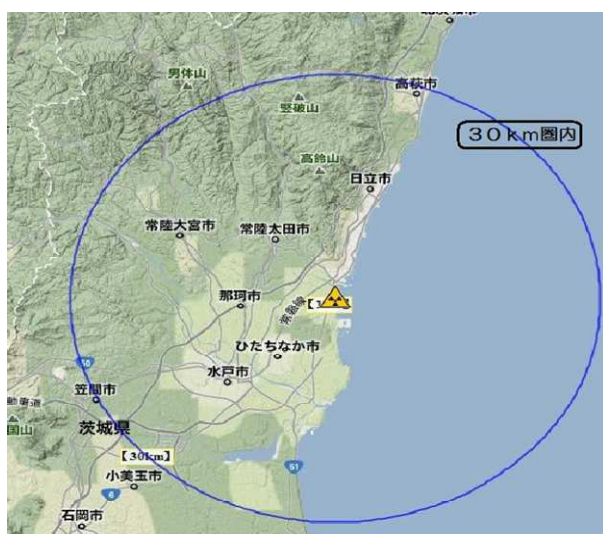 男体山
高萩市
竪破山
30km圏内
高鈴山
日立市
常陸大宮市
常陸太田市
那珂市
常磐線
ひたちなか市
水戸市
50
笠間市
茨城県
【30km】
51
小美玉市
6
石岡市